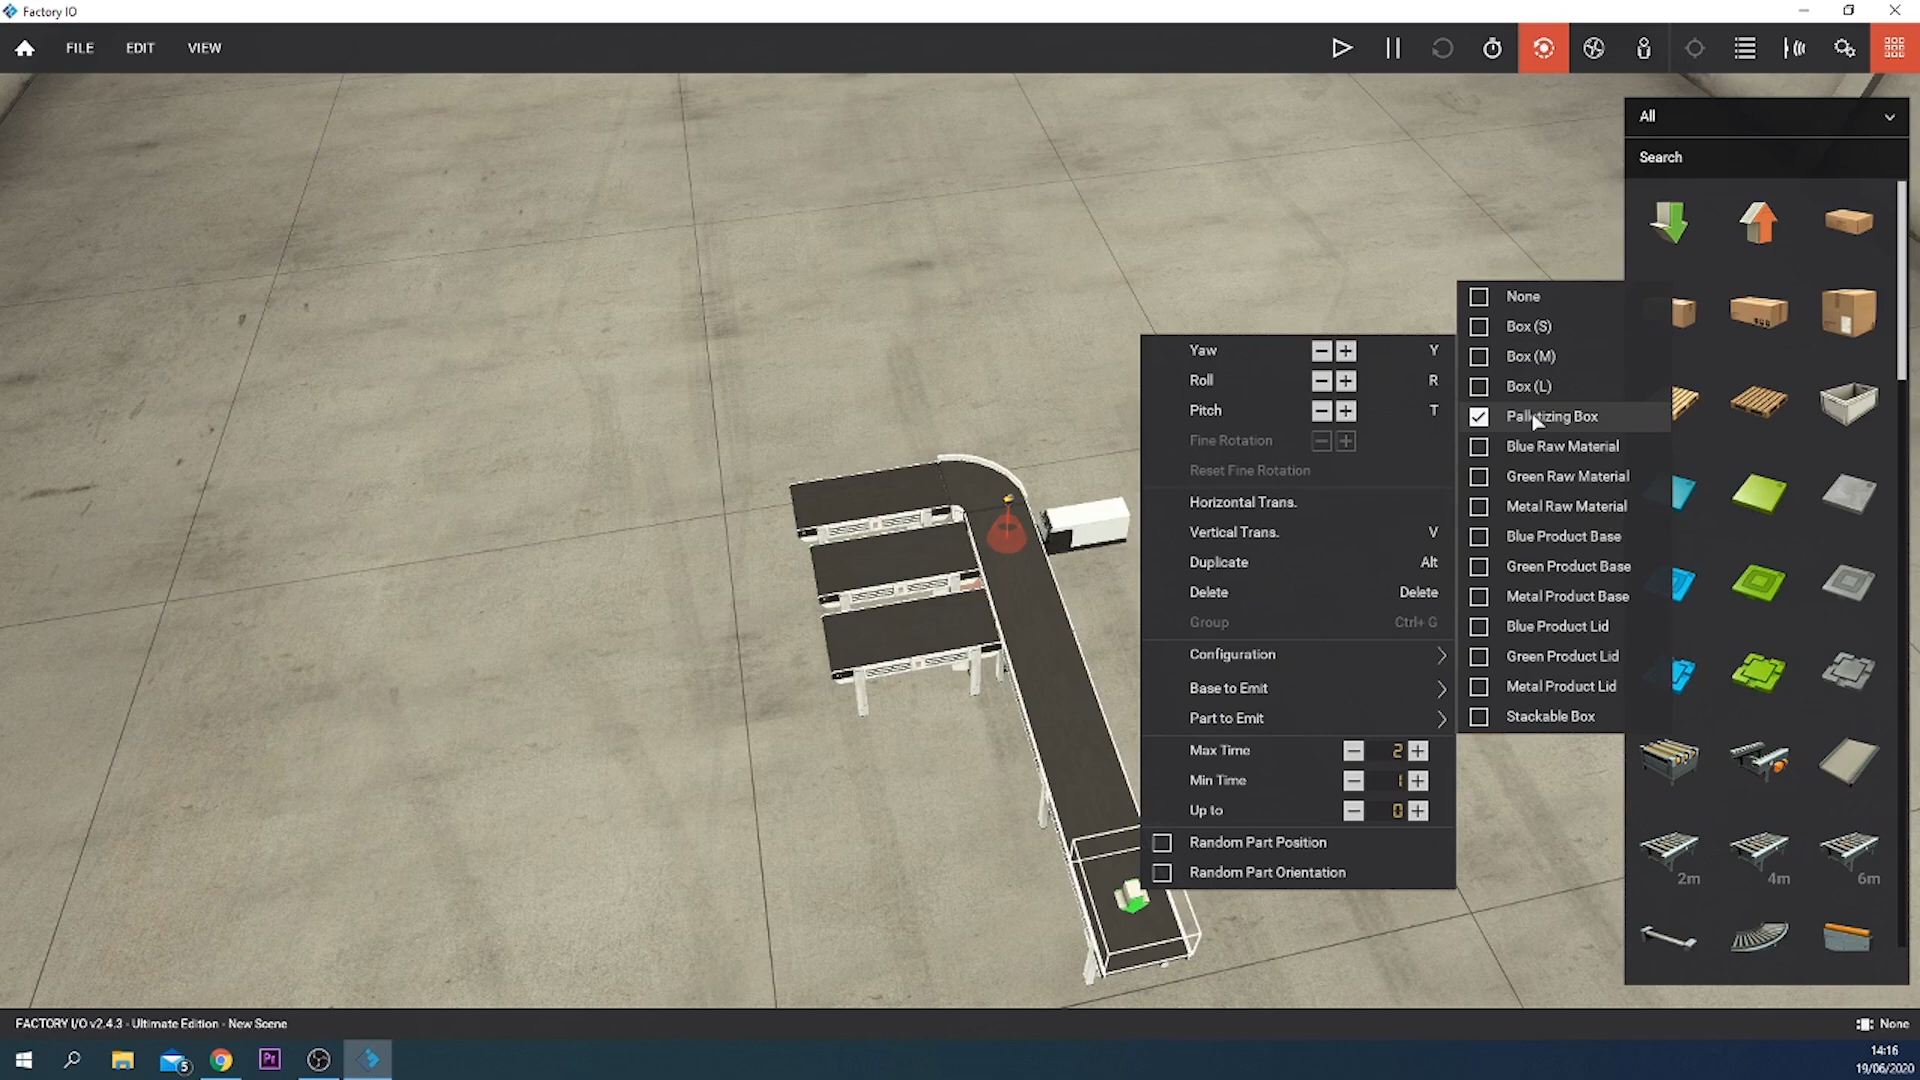 Factory IO
FILE
EDIT
VIEW
All
Search
None
Box (S)
Box (M)
Box (L)
Palletizing Box
Blue Raw Material
Green Raw Material
Metal Raw Material
Blue Product Base
Green Product Base
Metal Product Base
Blue Product Lid
Green Product Lid
Metal Product Lid
Stackable Box
Yaw Y
Roll R
Pitch T
Fine Rotation
Reset Fine Rotation
Horizontal Trans.
Vertical Trans. V
Duplicate Alt
Delete Delete
Group Ctrl+ G
Configuration
Base to Emit
Part to Emit
Max Time 2
Min Time 1
Up to 0
Random Part Position
Random Part Orientation
2m 4m 6m
FACTORY I/O v2.4.3 - Ultimate Edition - New Scene
None
Pr
5
14:16
19/06/2020